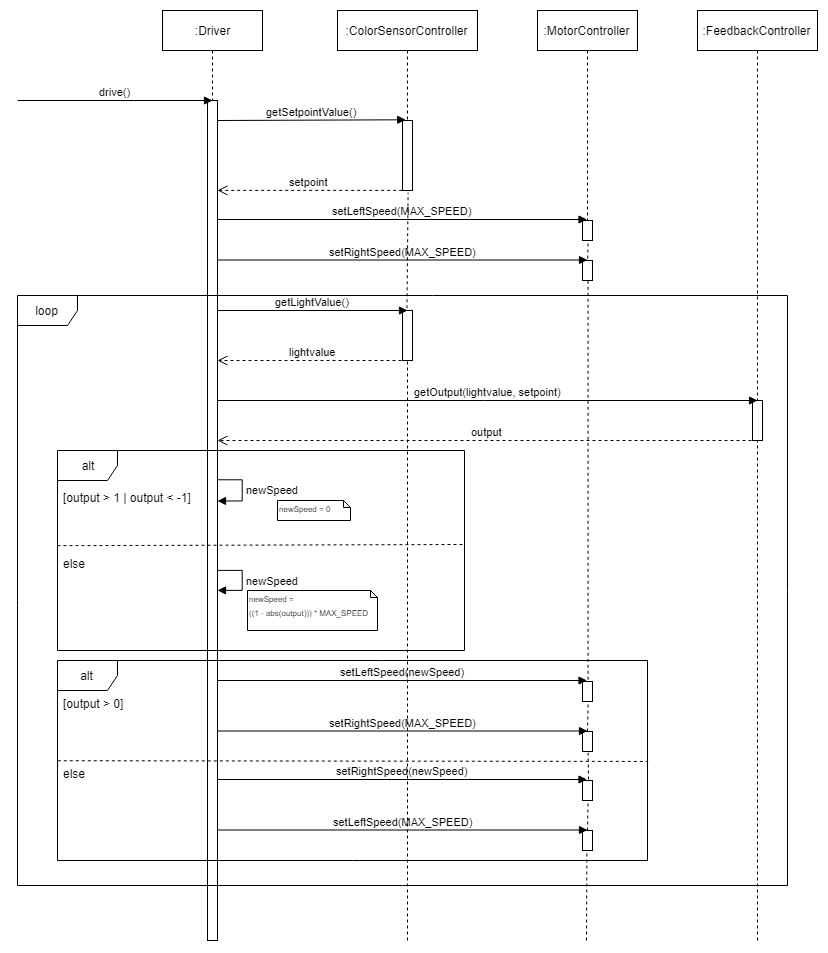 :Driver
:ColorSensorController
:MotorController
:FeedbackController
drive()
getSetpointValue()
setpoint
setLeftSpeed(MAX_SPEED)
setRightSpeed(MAX_SPEED)
loop
getLightValue()
lightvalue
getOutput(lightvalue, setpoint)
output
alt
[output > 1 | output < -1]
newSpeed
newSpeed = 0
else
newSpeed
newSpeed =
((1 - abs(output))) * MAX_SPEED
alt
[output > 0]
setLeftSpeed(newSpeed)
setRightSpeed(MAX_SPEED)
else
setRightSpeed(newSpeed)
setLeftSpeed(MAX_SPEED)